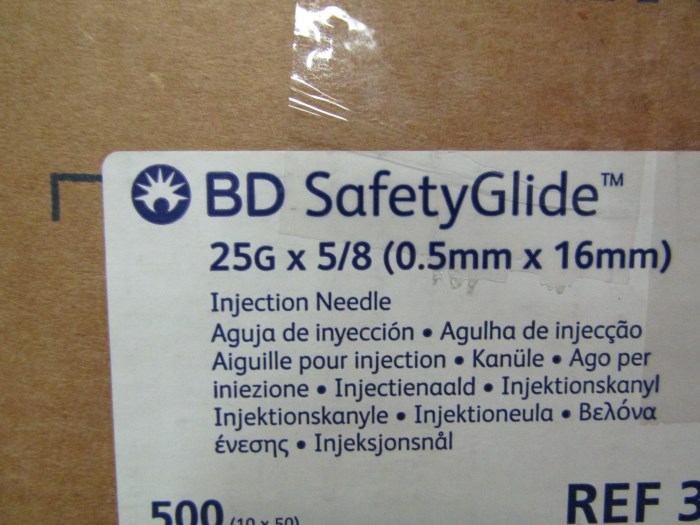 BD SafetyGlide™
25G x 5/8 (0.5mm x 16mm)
Injection Needle
Aguja de inyección • Agulha de injecção
Aiguille pour injection • Kanüle • Ago per
iniezione • Injectienaald • Injektionskanyl
Injektionskanyle • Injektioneula • Βελόνα
ένεσης • Injeksjonsnål
500 (10 x 50)
REF 3